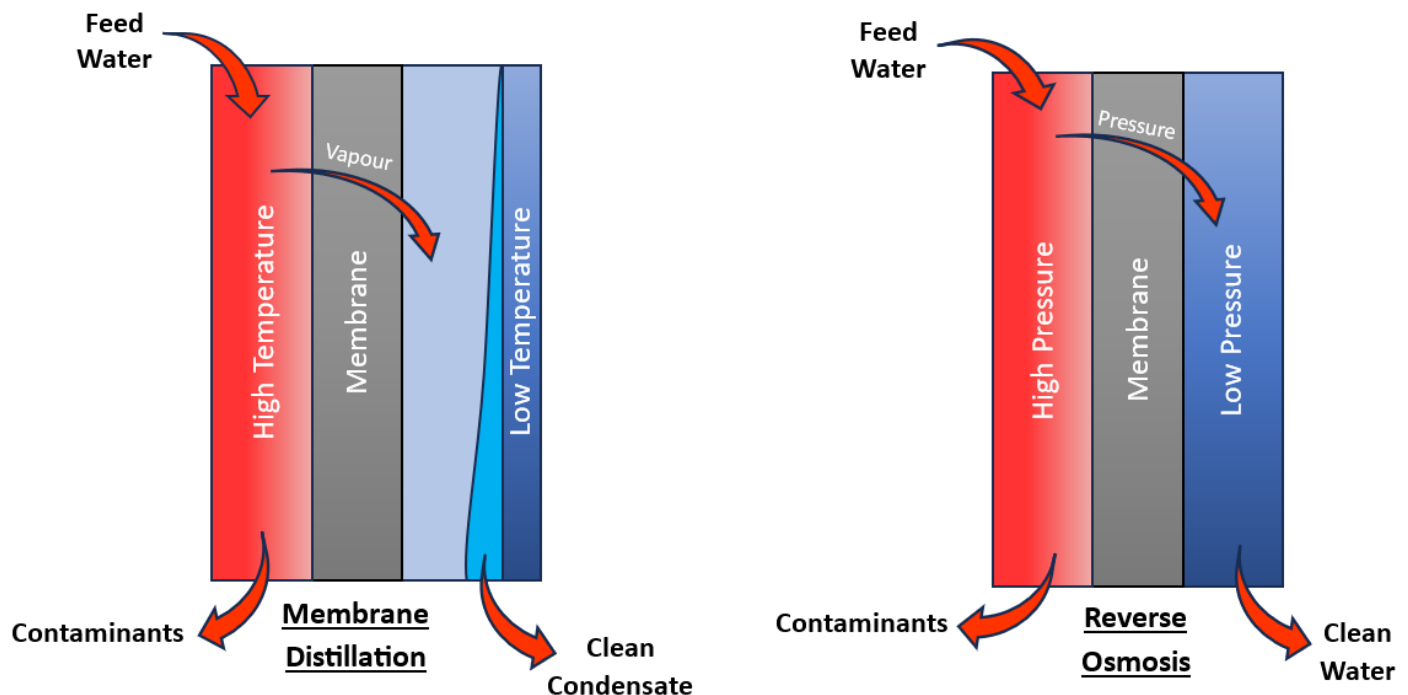 Feed
Water
Vapour
High Temperature
Membrane
Low Temperature
Contaminants
Membrane
Distillation
Clean
Condensate
Feed
Water
Pressure
High Pressure
Membrane
Low Pressure
Contaminants
Reverse
Osmosis
Clean
Water